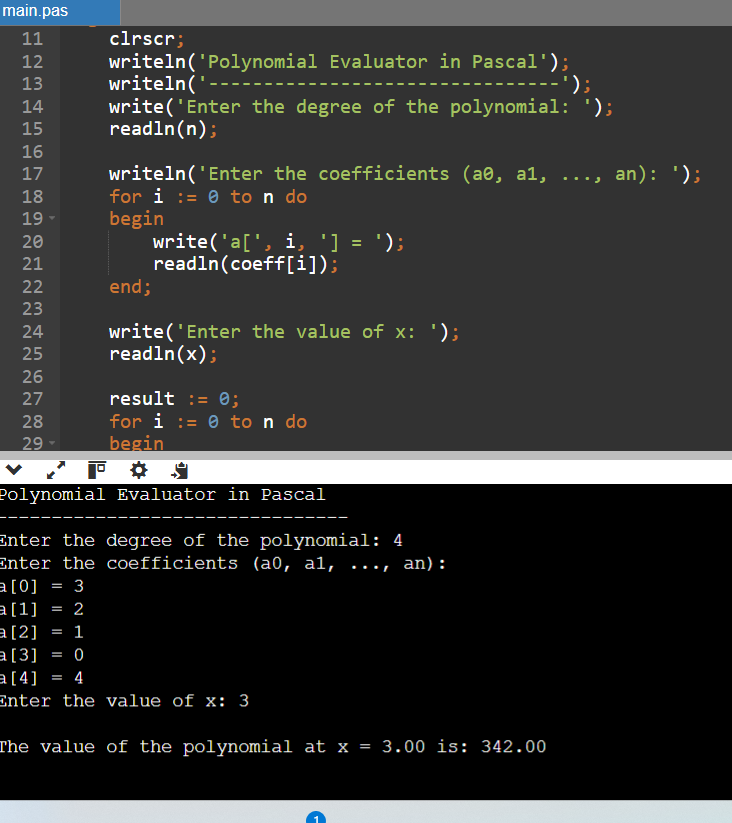 main.pas
11 clrscr;
12 writeln('Polynomial Evaluator in Pascal');
13 writeln('--------------------------------');
14 write('Enter the degree of the polynomial: ');
15 readln(n);
16
17 writeln('Enter the coefficients (a0, a1, ..., an): ');
18 for i := 0 to n do
19 begin
20 write('a[', i, '] = ');
21 readln(coeff[i]);
22 end;
23
24 write('Enter the value of x: ');
25 readln(x);
26
27 result := 0;
28 for i := 0 to n do
29 begin
Polynomial Evaluator in Pascal
--------------------------------
Enter the degree of the polynomial: 4
Enter the coefficients (a0, a1, ..., an):
a[0] = 3
a[1] = 2
a[2] = 1
a[3] = 0
a[4] = 4
Enter the value of x: 3
The value of the polynomial at x = 3.00 is: 342.00
1